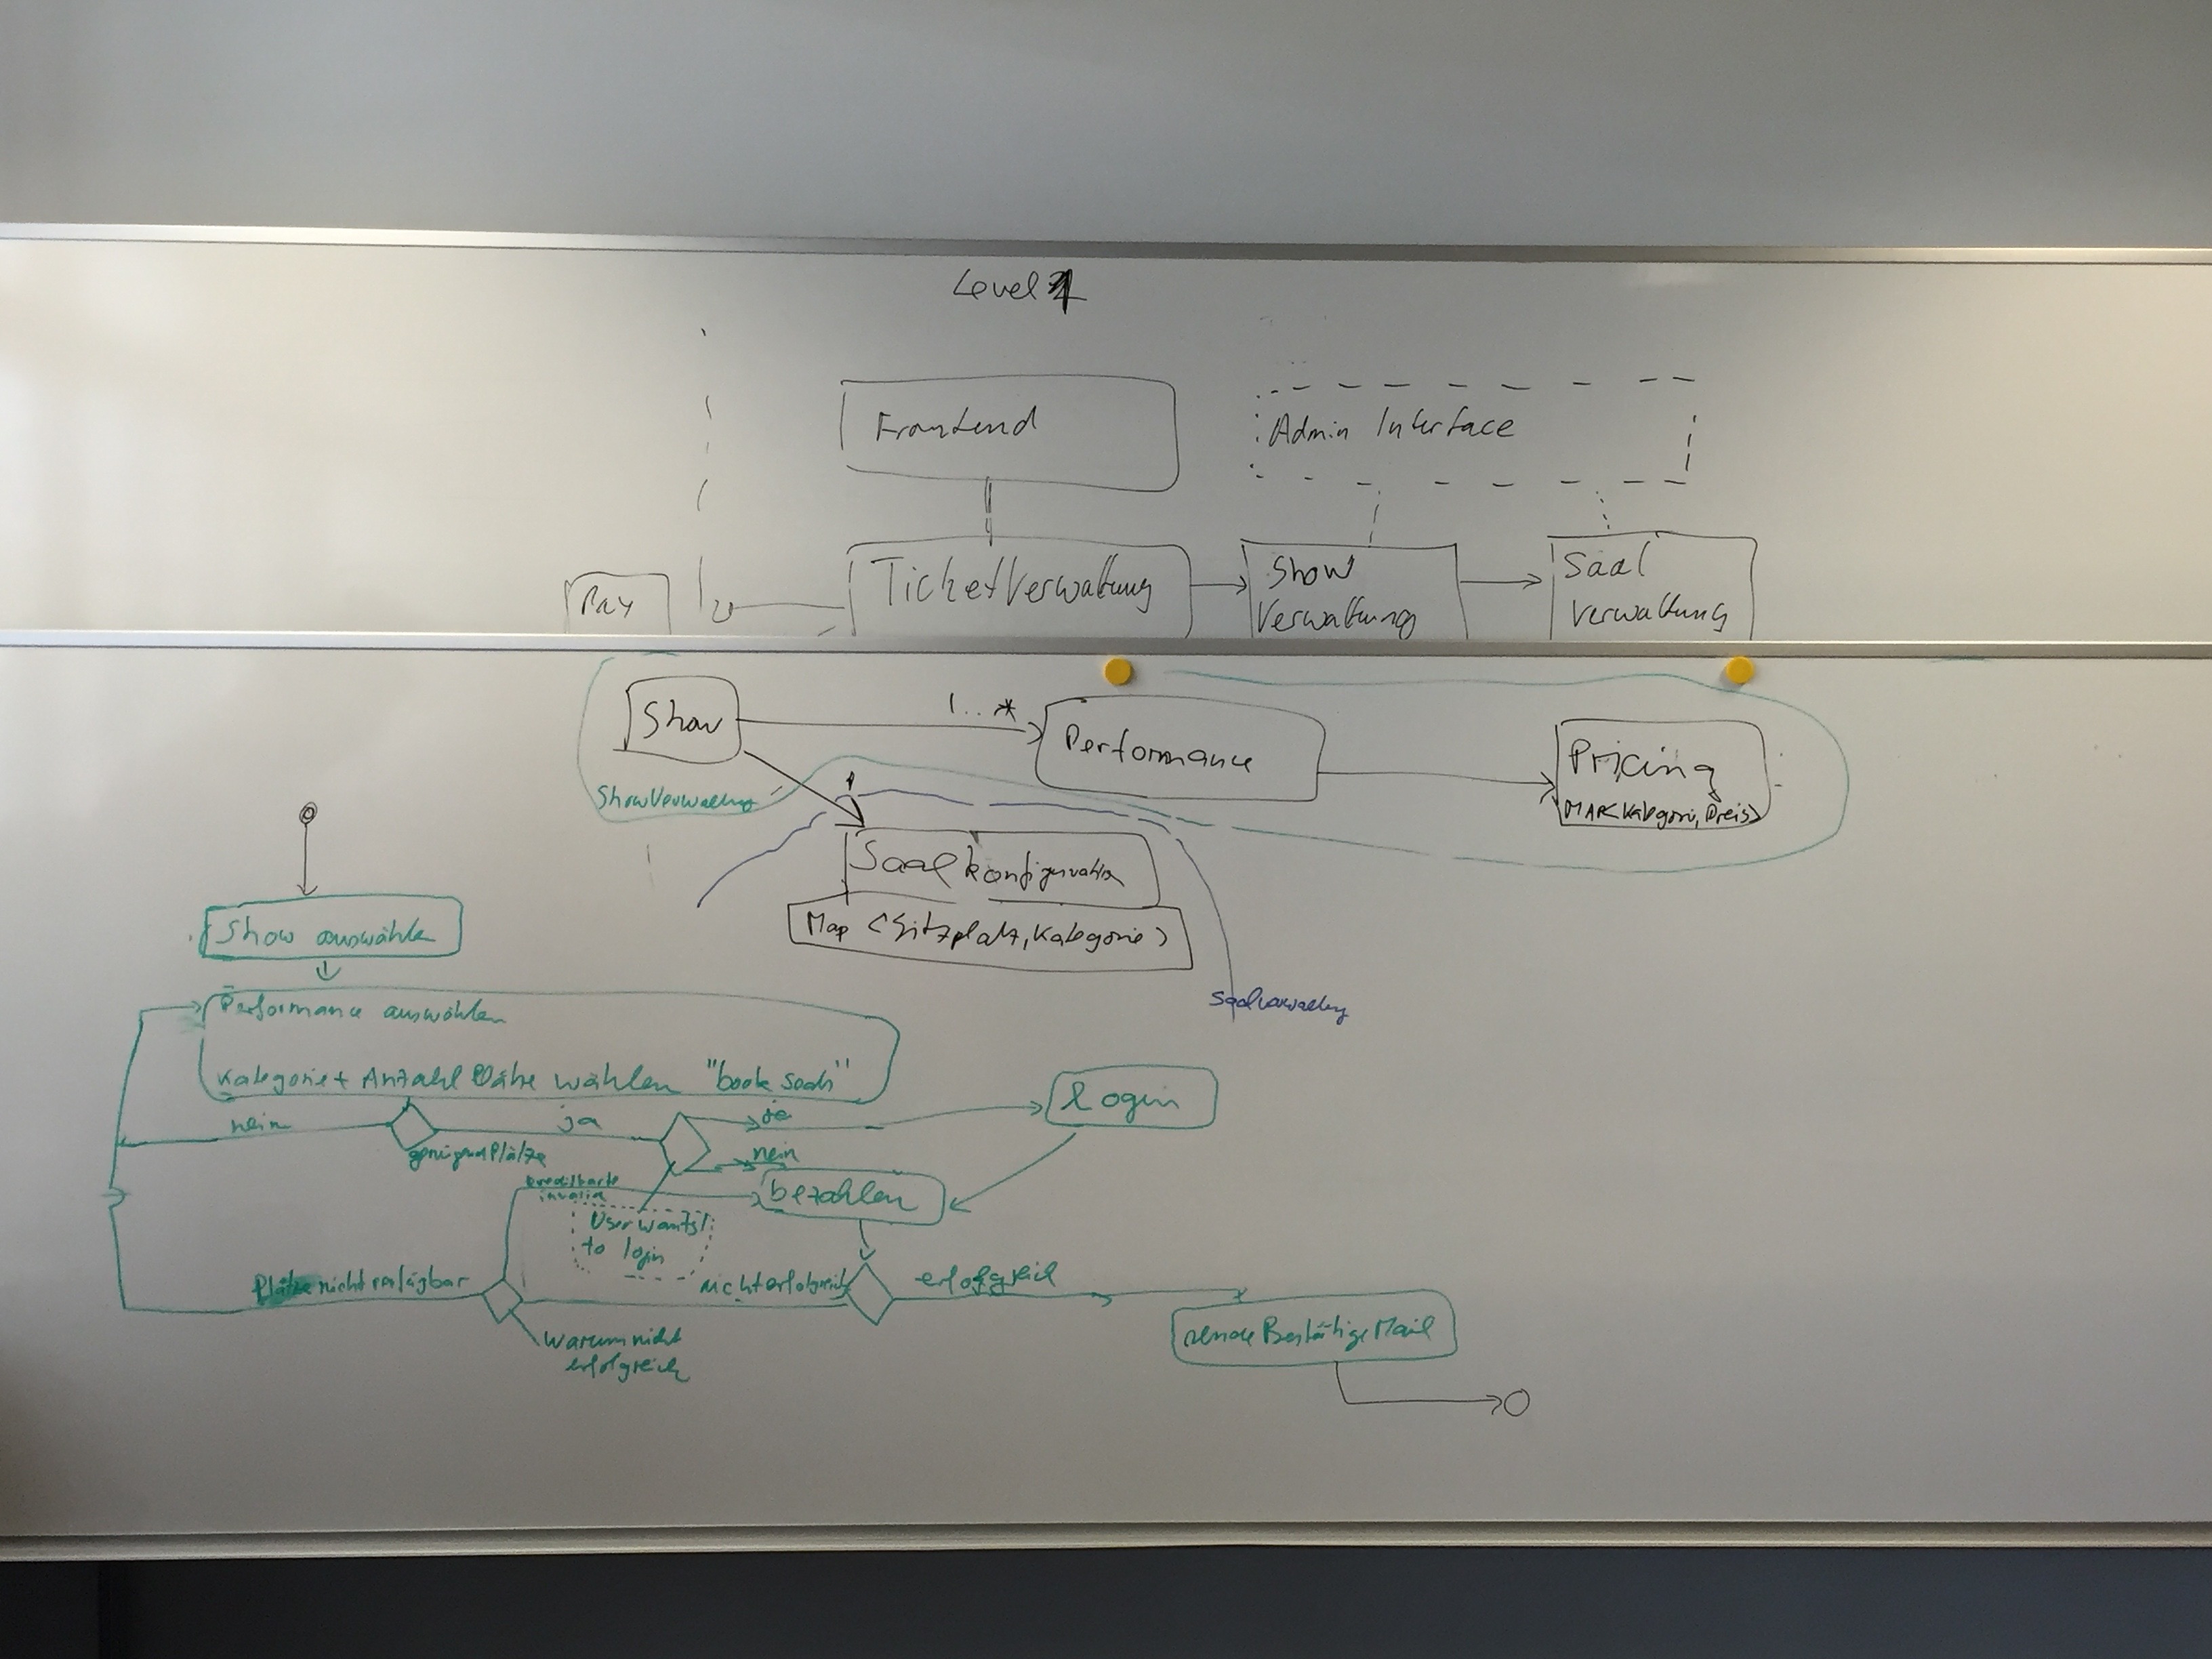 Level 1
Frontend
Admin Interface
Pay
TicketVerwaltung
Show
Verwaltung
Saal
Verwaltung
Show
1..*
Performance
Pricing
MAP<Kategorie, Preis>
ShowVerwaltung
1
Saalkonfiguration
Map <Sitzplatz, Kategorie>
Saalverwaltung
Show auswählen
Performance auswählen
Kategorie + Anzahl Plätze wählen "book seats"
nein
ja
genügend Plätze
ja
nein
Login
kreditkarte
invalid
bezahlen
User wants
to login
Plätze nicht verfügbar
nicht erfolgreich
erfolgreich
warum nicht
erfolgreich
sende Bestätige Mail